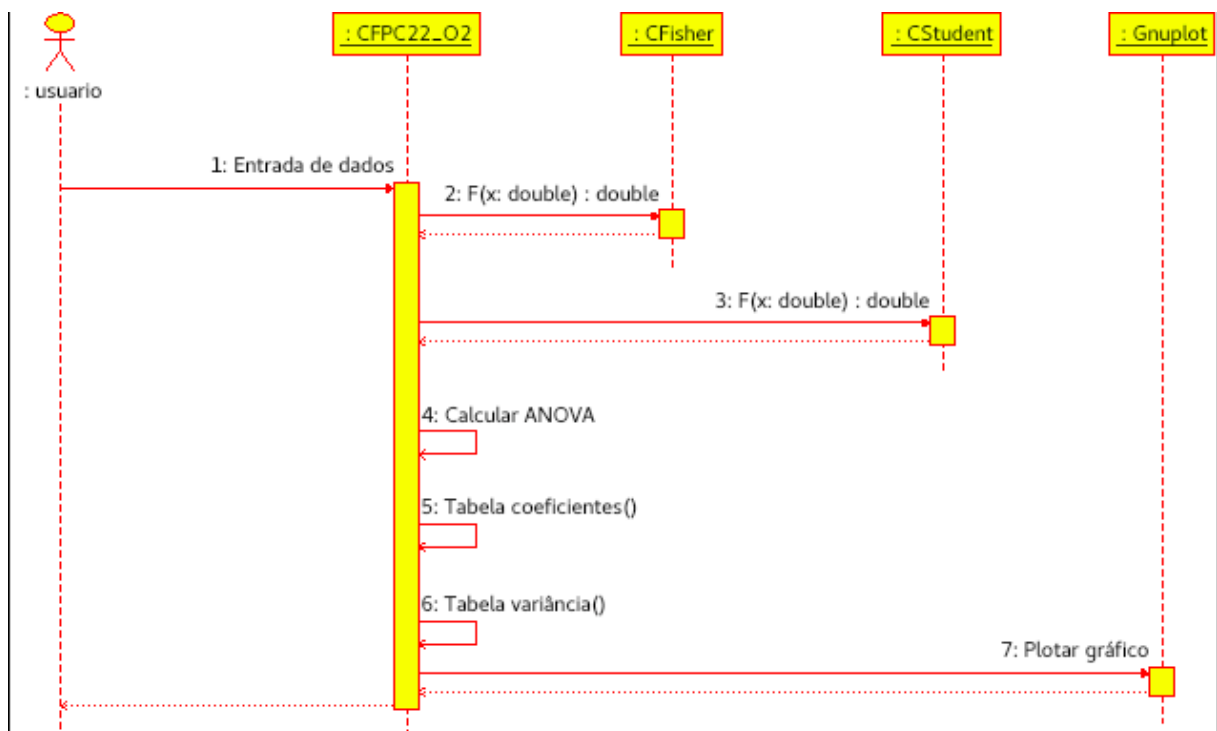 : CFPC22_O2
: CFisher
: CStudent
: Gnuplot
: usuario
1: Entrada de dados
2: F(x: double) : double
3: F(x: double) : double
4: Calcular ANOVA
5: Tabela coeficientes()
6: Tabela variância()
7: Plotar gráfico